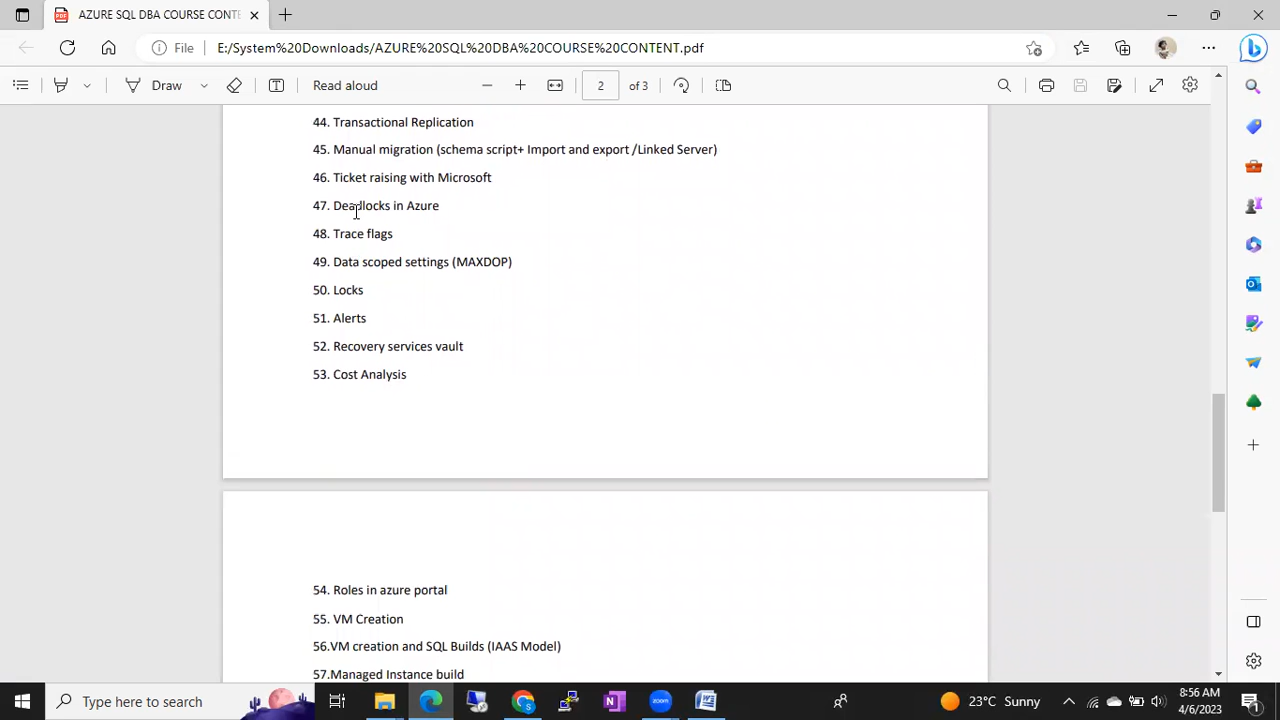 AZURE SQL DBA COURSE CONTE
File
E:/System%20Downloads/AZURE%20SQL%20DBA%20COURSE%20CONTENT.pdf
Draw
Read aloud
2 of 3
44. Transactional Replication
45. Manual migration (schema script+ Import and export /Linked Server)
46. Ticket raising with Microsoft
47. Deadlocks in Azure
48. Trace flags
49. Data scoped settings (MAXDOP)
50. Locks
51. Alerts
52. Recovery services vault
53. Cost Analysis
54. Roles in azure portal
55. VM Creation
56.VM creation and SQL Builds (IAAS Model)
57.Managed Instance build
Type here to search
23°C Sunny
8:56 AM
4/6/2023